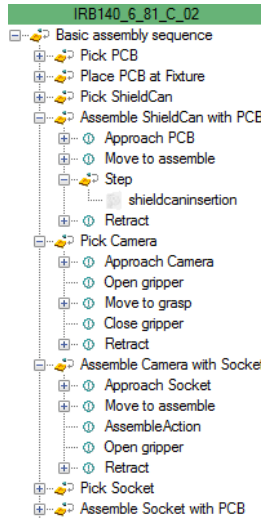 IRB140_6_81_C_02
Basic assembly sequence
Pick PCB
Place PCB at Fixture
Pick ShieldCan
Assemble ShieldCan with PCB
Approach PCB
Move to assemble
Step
shieldcaninsertion
Retract
Pick Camera
Approach Camera
Open gripper
Move to grasp
Close gripper
Retract
Assemble Camera with Socket
Approach Socket
Move to assemble
AssembleAction
Open gripper
Retract
Pick Socket
Assemble Socket with PCB